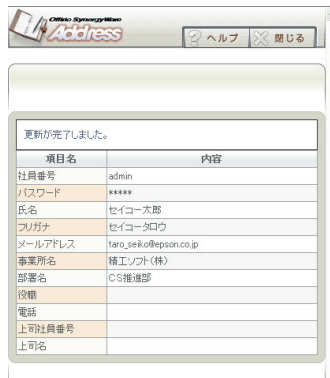 Offirio SynergyWare
Address
ヘルプ 閉じる
更新が完了しました。
項目名 内容
社員番号 admin
パスワード *****
氏名 セイコー太郎
フリガナ セイコータロウ
メールアドレス taro_seiko@epson.co.jp
事業所名 精工ソフト(株)
部署名 CS推進部
役職
電話
上司社員番号
上司名